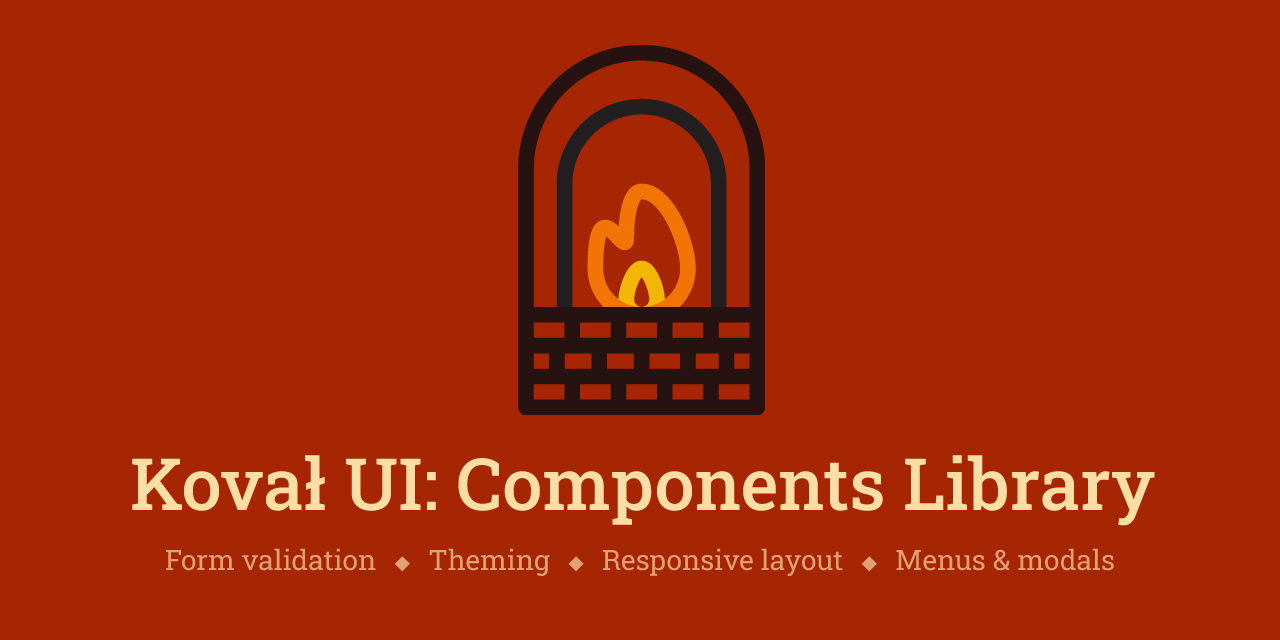 Kovał UI: Components Library
Form validation ◆ Theming ◆ Responsive layout ◆ Menus & modals